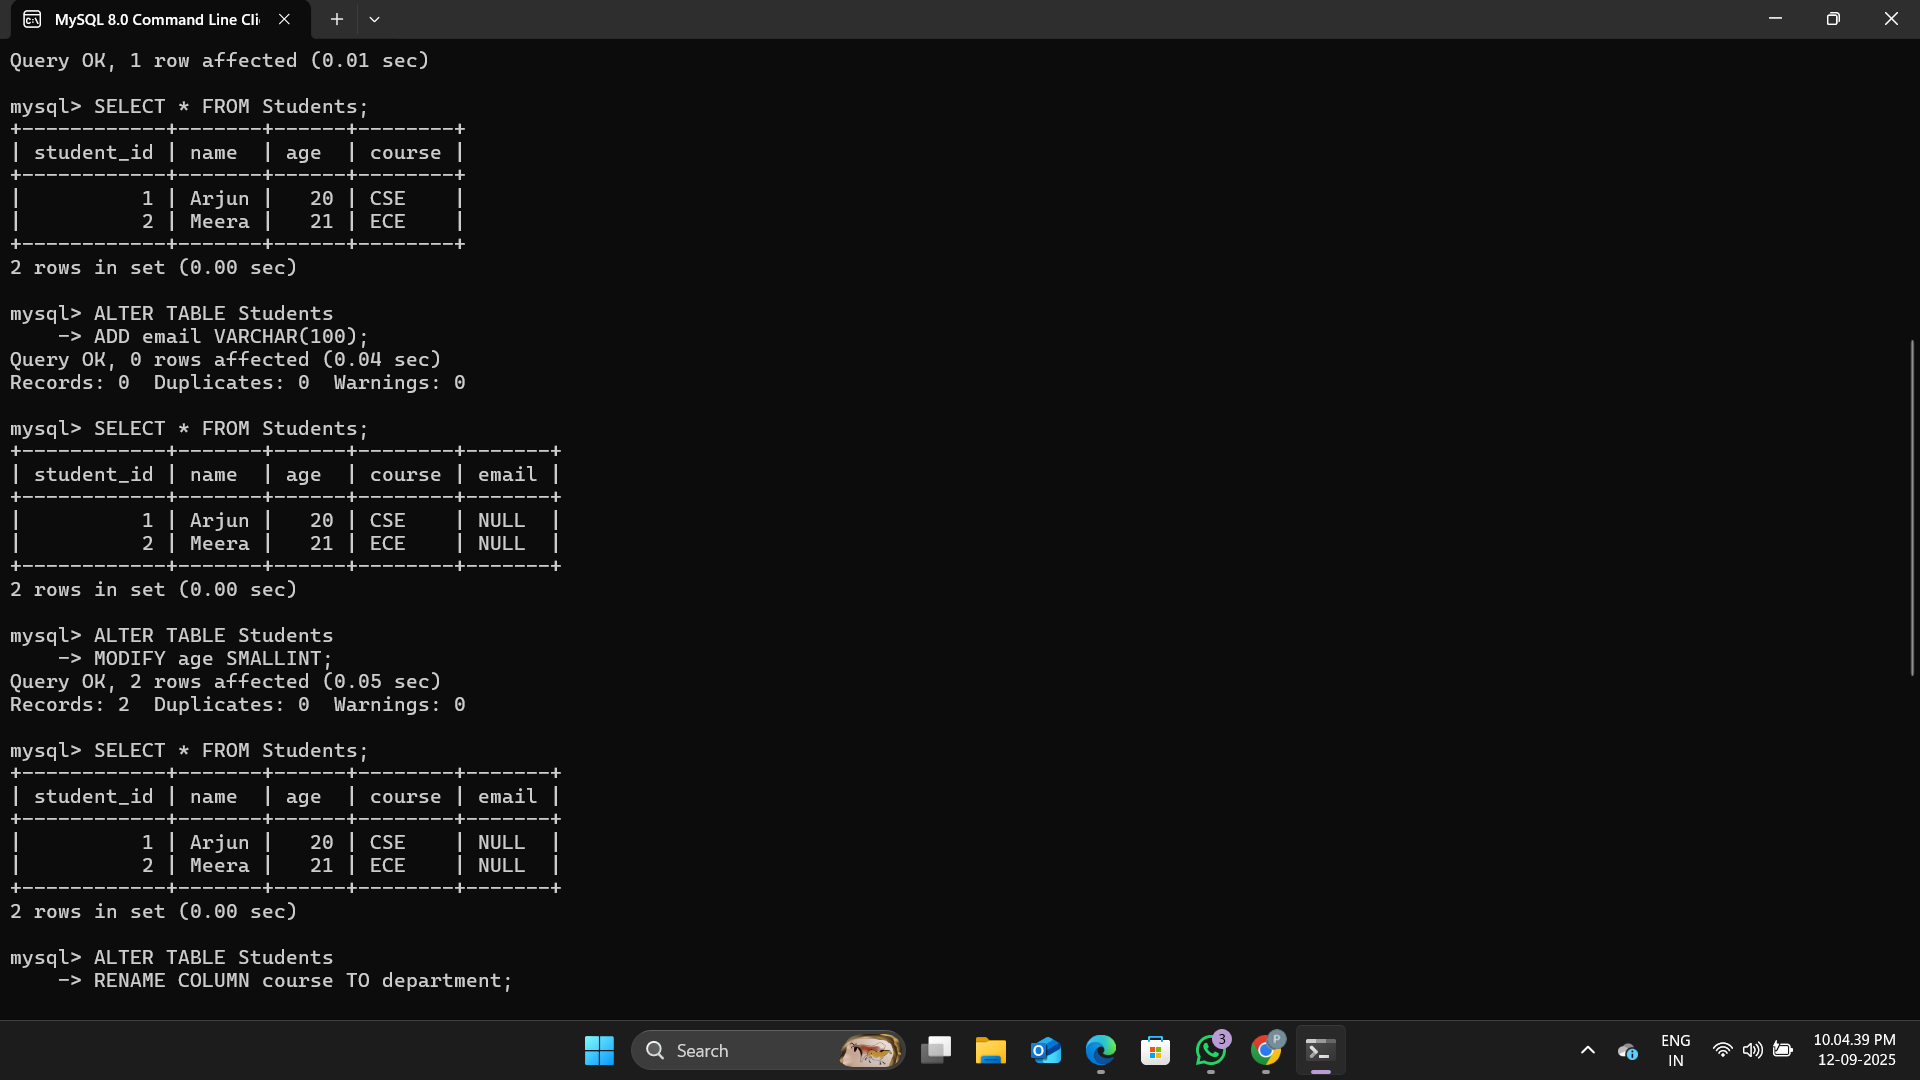 MySQL 8.0 Command Line Cli
Query OK, 1 row affected (0.01 sec)
mysql> SELECT * FROM Students;
+------------+-------+------+--------+
| student_id | name  | age  | course |
+------------+-------+------+--------+
|          1 | Arjun |   20 | CSE    |
|          2 | Meera |   21 | ECE    |
+------------+-------+------+--------+
2 rows in set (0.00 sec)
mysql> ALTER TABLE Students
    -> ADD email VARCHAR(100);
Query OK, 0 rows affected (0.04 sec)
Records: 0  Duplicates: 0  Warnings: 0
mysql> SELECT * FROM Students;
+------------+-------+------+--------+-------+
| student_id | name  | age  | course | email |
+------------+-------+------+--------+-------+
|          1 | Arjun |   20 | CSE    | NULL  |
|          2 | Meera |   21 | ECE    | NULL  |
+------------+-------+------+--------+-------+
2 rows in set (0.00 sec)
mysql> ALTER TABLE Students
    -> MODIFY age SMALLINT;
Query OK, 2 rows affected (0.05 sec)
Records: 2  Duplicates: 0  Warnings: 0
mysql> SELECT * FROM Students;
+------------+-------+------+--------+-------+
| student_id | name  | age  | course | email |
+------------+-------+------+--------+-------+
|          1 | Arjun |   20 | CSE    | NULL  |
|          2 | Meera |   21 | ECE    | NULL  |
+------------+-------+------+--------+-------+
2 rows in set (0.00 sec)
mysql> ALTER TABLE Students
    -> RENAME COLUMN course TO department;
Search
3
P
ENG
IN
10.04.39 PM
12-09-2025